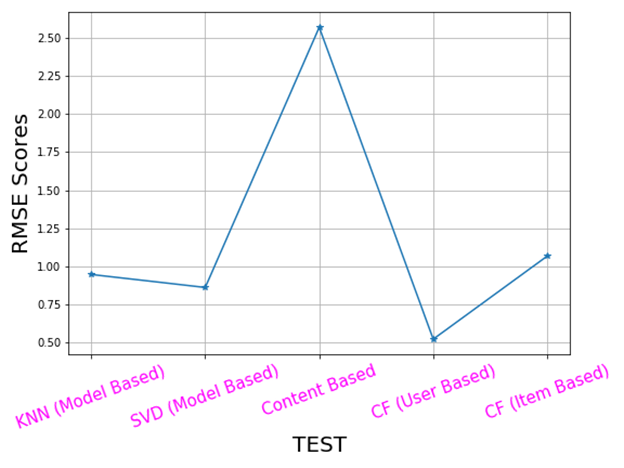 2.50
2.25
2.00
1.75
1.50
1.25
1.00
0.75
0.50
RMSE Scores
KNN (Model Based)
SVD (Model Based)
Content Based
CF (User Based)
CF (Item Based)
TEST